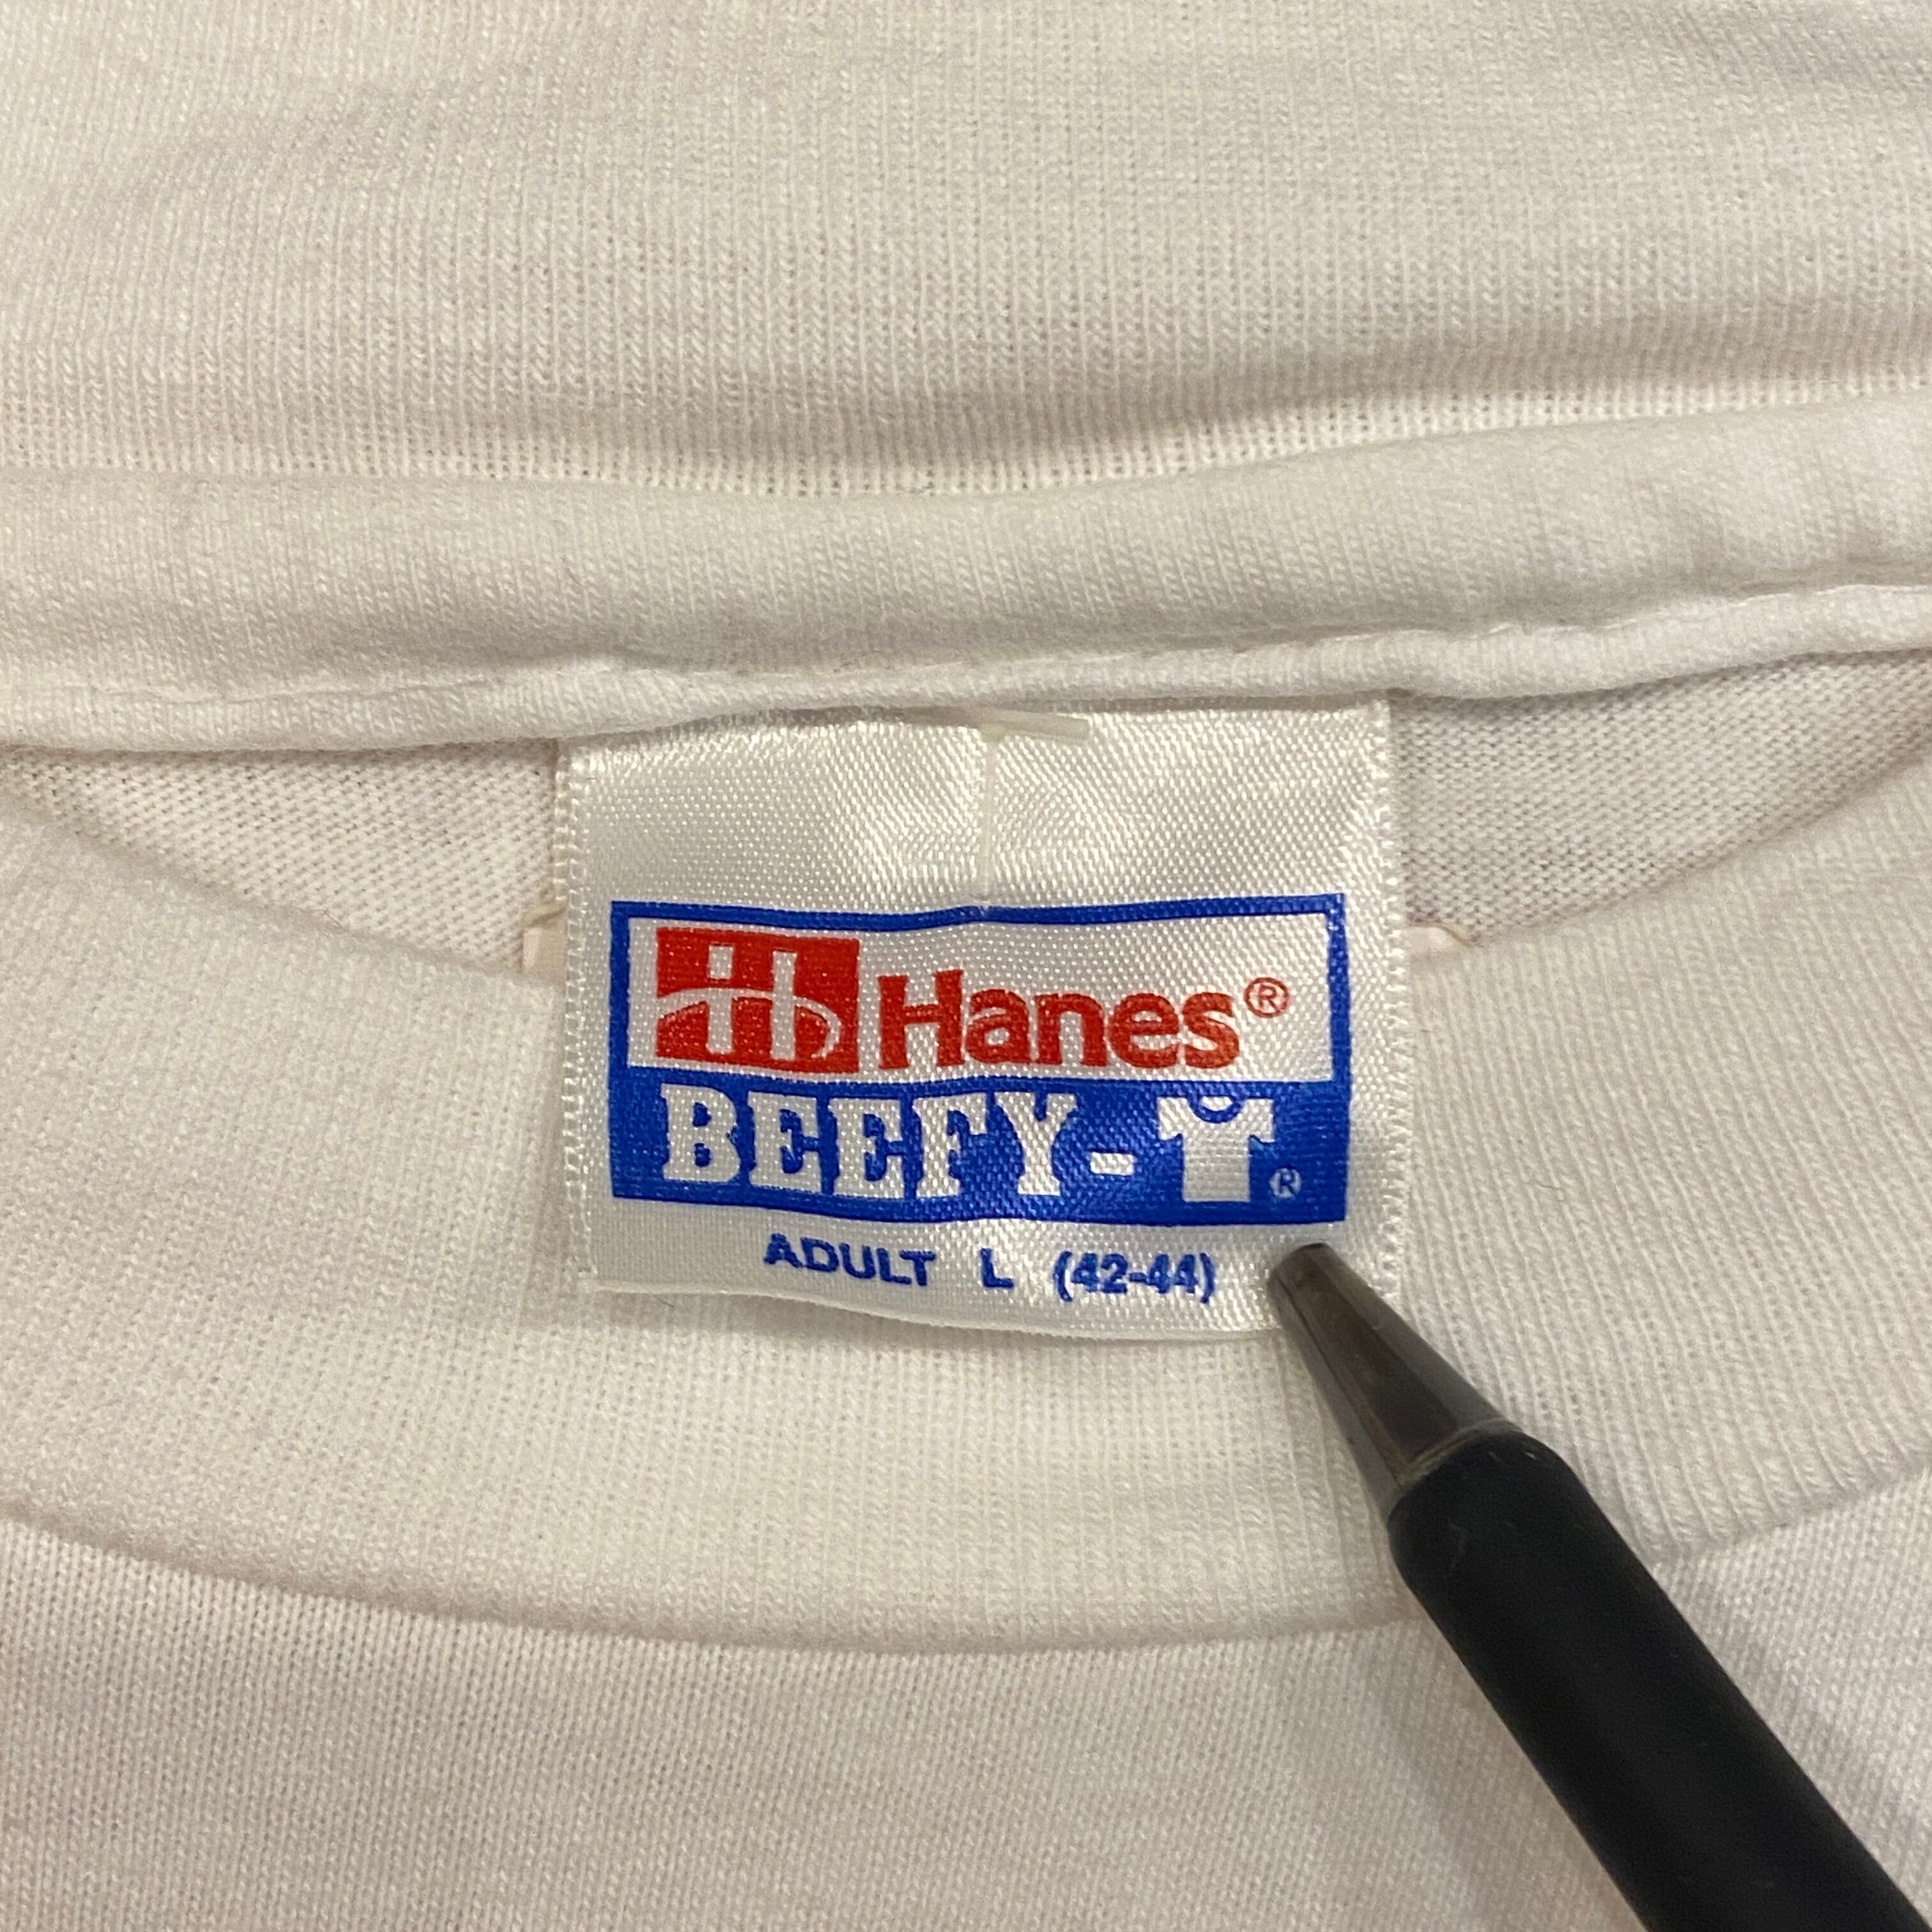 Hanes®
BEEFY-T®
ADULT L (42-44)